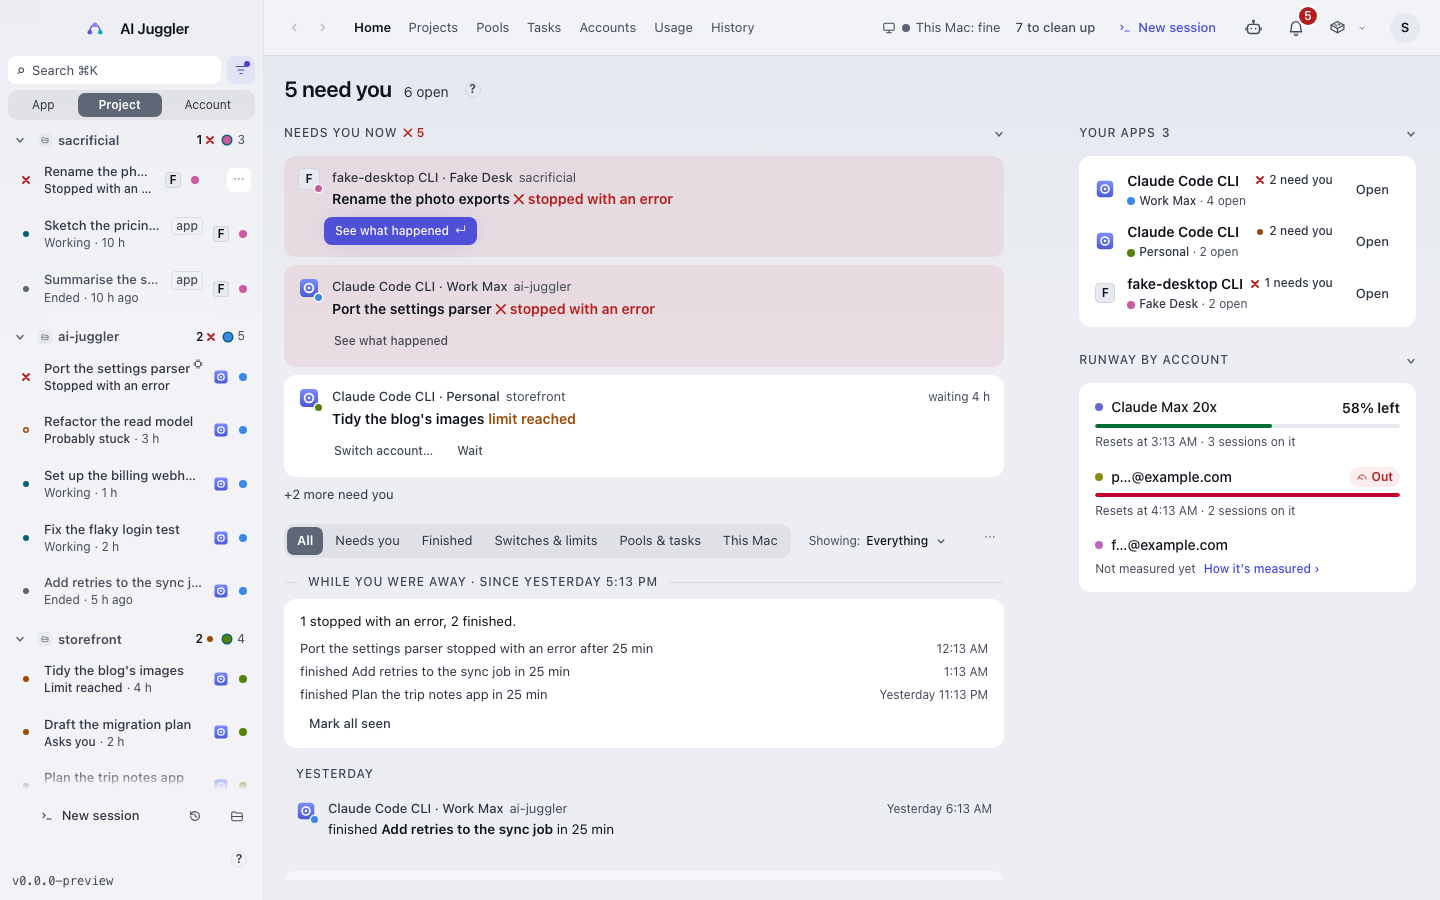 AI Juggler
Search ⌘K
App Project Account
sacrificial 1 3
Rename the ph... F ...
Stopped with an ...
Sketch the pricin... app F
Working · 10 h
Summarise the s... app F
Ended · 10 h ago
ai-juggler 2 5
Port the settings parser
Stopped with an error
Refactor the read model
Probably stuck · 3 h
Set up the billing webh...
Working · 1 h
Fix the flaky login test
Working · 2 h
Add retries to the sync j...
Ended · 5 h ago
storefront 2 4
Tidy the blog's images
Limit reached · 4 h
Draft the migration plan
Asks you · 2 h
Plan the trip notes app
New session
?
v0.0.0-preview
Home Projects Pools Tasks Accounts Usage History
This Mac: fine 7 to clean up New session 5 S
5 need you 6 open ?
NEEDS YOU NOW 5
F fake-desktop CLI · Fake Desk sacrificial
Rename the photo exports stopped with an error
See what happened ↵
Claude Code CLI · Work Max ai-juggler
Port the settings parser stopped with an error
See what happened
Claude Code CLI · Personal storefront waiting 4 h
Tidy the blog's images limit reached
Switch account... Wait
+2 more need you
All Needs you Finished Switches & limits Pools & tasks This Mac Showing: Everything ...
WHILE YOU WERE AWAY · SINCE YESTERDAY 5:13 PM
1 stopped with an error, 2 finished.
Port the settings parser stopped with an error after 25 min 12:13 AM
finished Add retries to the sync job in 25 min 1:13 AM
finished Plan the trip notes app in 25 min Yesterday 11:13 PM
Mark all seen
YESTERDAY
Claude Code CLI · Work Max ai-juggler Yesterday 6:13 AM
finished Add retries to the sync job in 25 min
YOUR APPS 3
Claude Code CLI 2 need you Open
Work Max · 4 open
Claude Code CLI 2 need you Open
Personal · 2 open
F fake-desktop CLI 1 needs you Open
Fake Desk · 2 open
RUNWAY BY ACCOUNT
Claude Max 20x 58% left
Resets at 3:13 AM · 3 sessions on it
p...@example.com Out
Resets at 4:13 AM · 2 sessions on it
f...@example.com
Not measured yet How it's measured ›